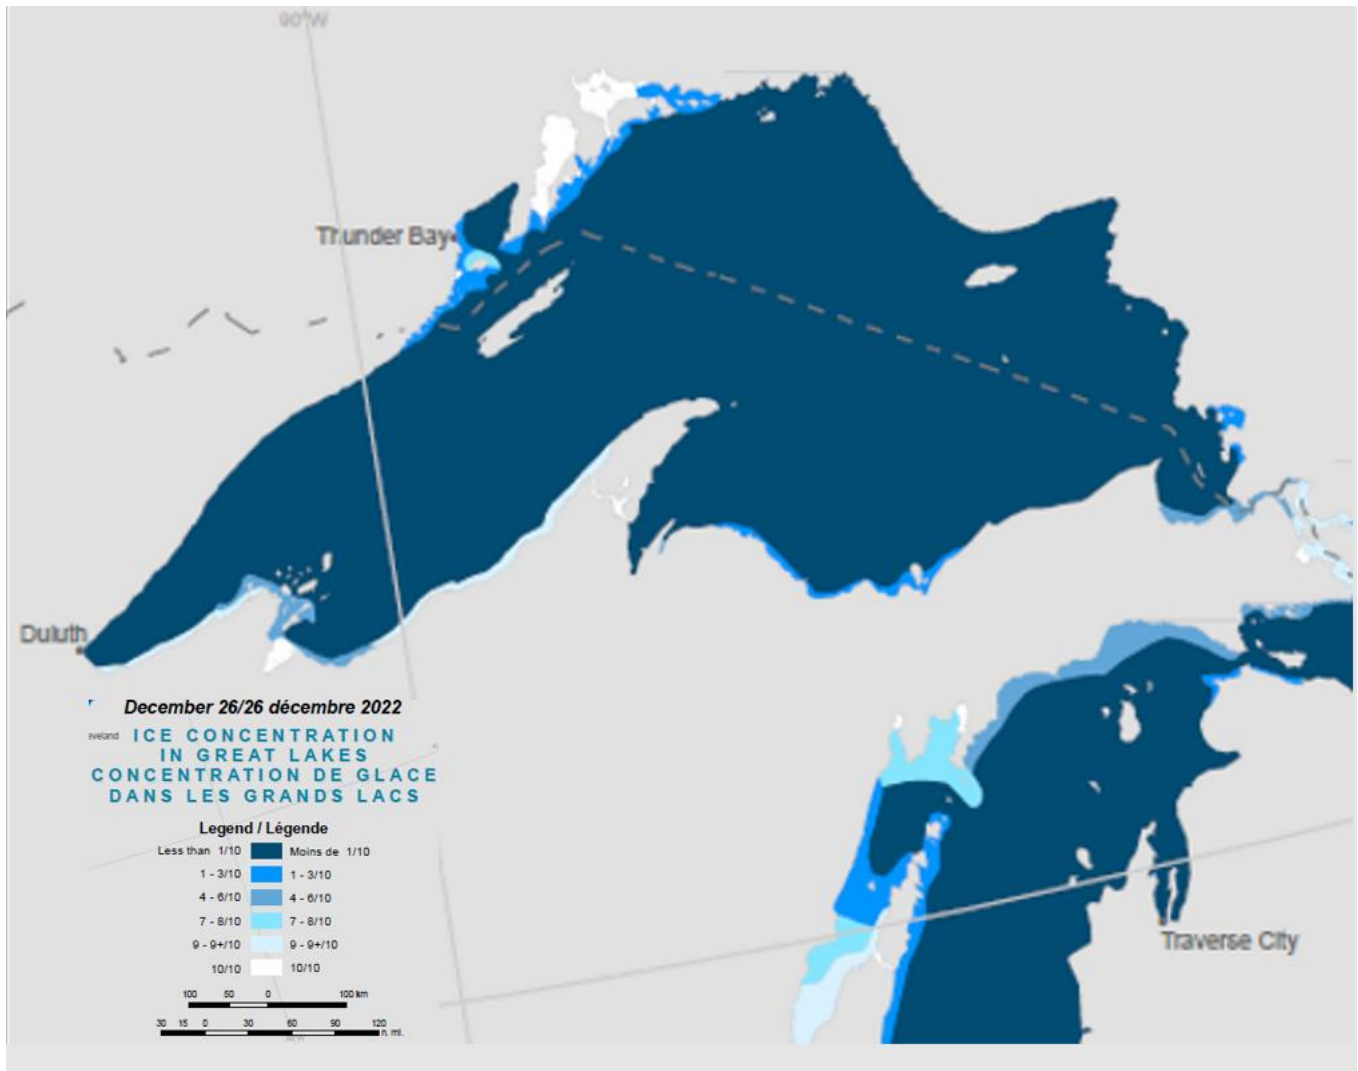 90°W
Thunder Bay
Duluth
December 26/26 décembre 2022
eveland
ICE CONCENTRATION
IN GREAT LAKES
CONCENTRATION DE GLACE
DANS LES GRANDS LACS
Legend / Légende
Less than 1/10 Moins de 1/10
1 - 3/10 1 - 3/10
4 - 6/10 4 - 6/10
7 - 8/10 7 - 8/10
9 - 9+/10 9 - 9+/10
10/10 10/10
100 50 0 100 km
30 15 0 30 60 90 120
n. mi.
Traverse City